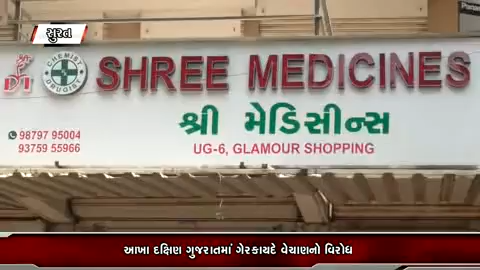 સુરત
CHEMIST
DRUGIST
SHREE MEDICINES
શ્રી મેડિસીન્સ
98797 95004
93759 55966
UG-6, GLAMOUR SHOPPING
આખા દક્ષિણ ગુજરાતમાં ગેરકાયદે વેચાણનો વિરોધ